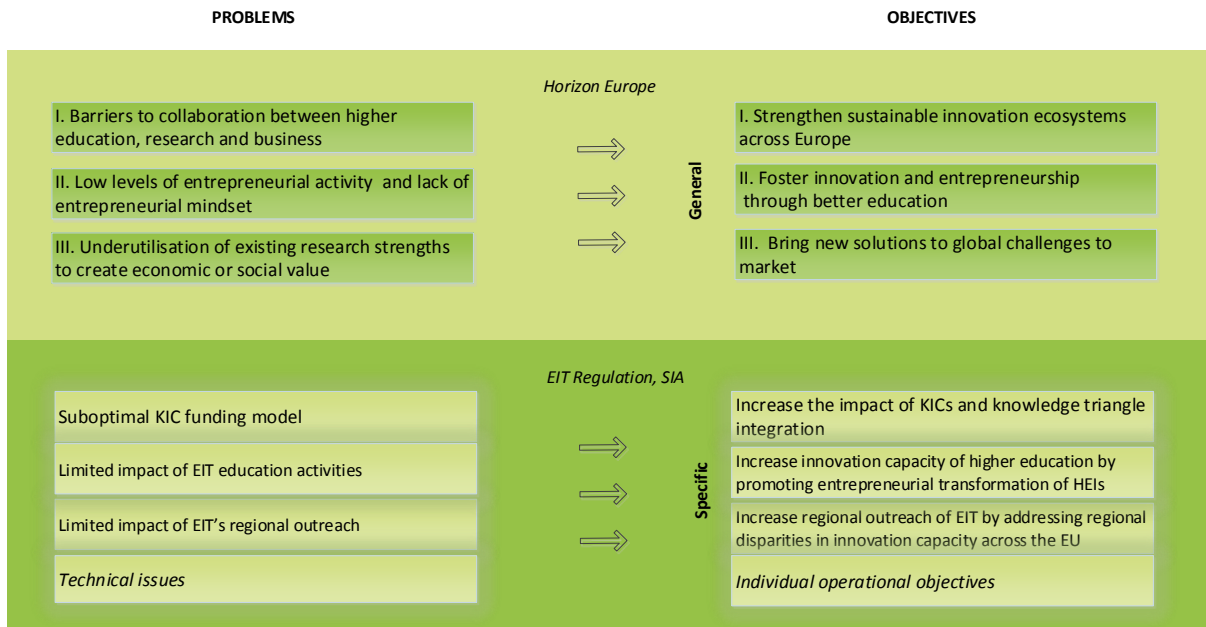 PROBLEMS
OBJECTIVES
Horizon Europe
I. Barriers to collaboration between higher
education, research and business
II. Low levels of entrepreneurial activity and lack of
entrepreneurial mindset
III. Underutilisation of existing research strengths
to create economic or social value
General
I. Strengthen sustainable innovation ecosystems
across Europe
II. Foster innovation and entrepreneurship
through better education
III. Bring new solutions to global challenges to
market
EIT Regulation, SIA
Suboptimal KIC funding model
Limited impact of EIT education activities
Limited impact of EIT’s regional outreach
Technical issues
Specific
Increase the impact of KICs and knowledge triangle
integration
Increase innovation capacity of higher education by
promoting entrepreneurial transformation of HEIs
Increase regional outreach of EIT by addressing regional
disparities in innovation capacity across the EU
Individual operational objectives